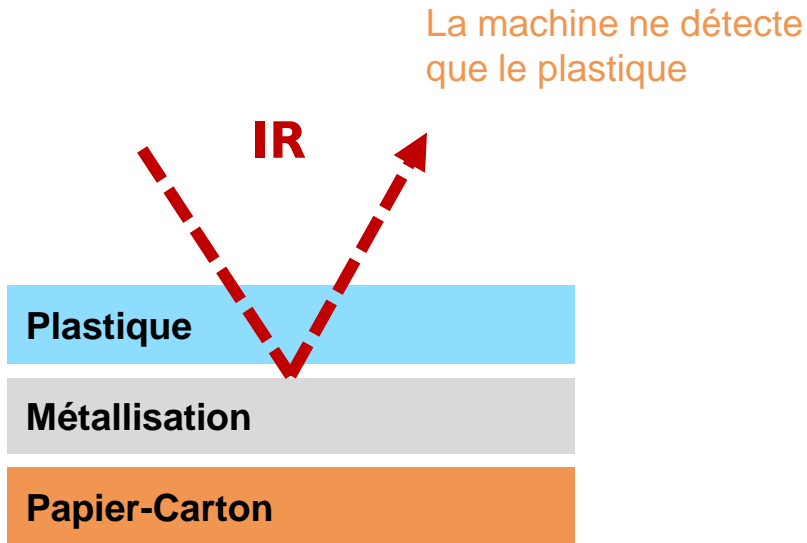 La machine ne détecte
que le plastique
IR
Plastique
Métallisation
Papier-Carton